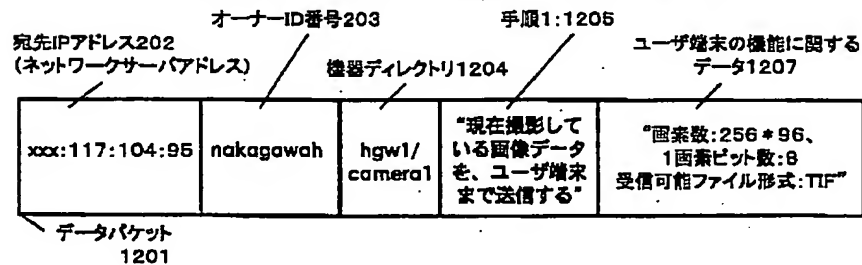 オーナーID番号203
手順1:1205
宛先IPアドレス202
(ネットワークサーバアドレス)
機器ディレクトリ1204
ユーザ端末の機能に関する
データ1207
xxx:117:104:95
nakagawah
hgw1/
camera1
"現在撮影して
いる画像データ
を、ユーザ端末
まで送信する"
"画素数:256*96、
1画素ビット数:8
受信可能ファイル形式:TIF"
データパケット
1201